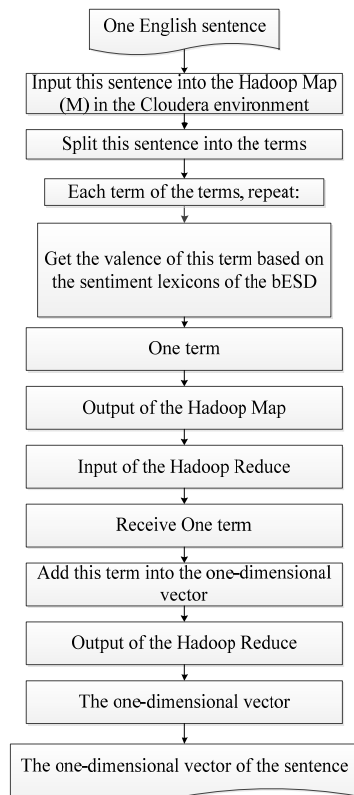 One English sentence
Input this sentence into the Hadoop Map
(M) in the Cloudera environment
Split this sentence into the terms
Each term of the terms, repeat:
Get the valence of this term based on
the sentiment lexicons of the bESD
One term
Output of the Hadoop Map
Input of the Hadoop Reduce
Receive One term
Add this term into the one-dimensional
vector
Output of the Hadoop Reduce
The one-dimensional vector
The one-dimensional vector of the sentence